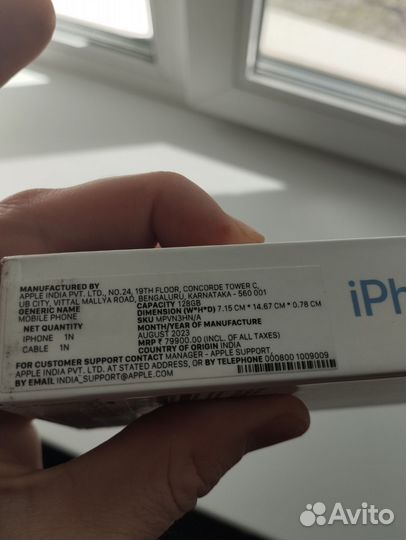 MANUFACTURED BY
APPLE INDIA PVT. LTD., NO.24, 19TH FLOOR, CONCORDE TOWER C,
UB CITY, VITTAL MALLYA ROAD, BENGALURU, KARNATAKA - 560 001
GENERIC NAME
MOBILE PHONE
NET QUANTITY
IPHONE 1N
CABLE 1N
CAPACITY 128GB
DIMENSION (W*H*D) 7.15 CM * 14.67 CM * 0.78 CM
SKU MPVN3HN/A
MONTH/YEAR OF MANUFACTURE
AUGUST 2023
MRP ₹ 79900.00 (INCL. OF ALL TAXES)
COUNTRY OF ORIGIN INDIA
FOR CUSTOMER SUPPORT CONTACT MANAGER - APPLE SUPPORT,
APPLE INDIA PVT. LTD. AT STATED ADDRESS, OR BY TELEPHONE 000800 1009009
BY EMAIL INDIA_SUPPORT@APPLE.COM
iPh
Avito